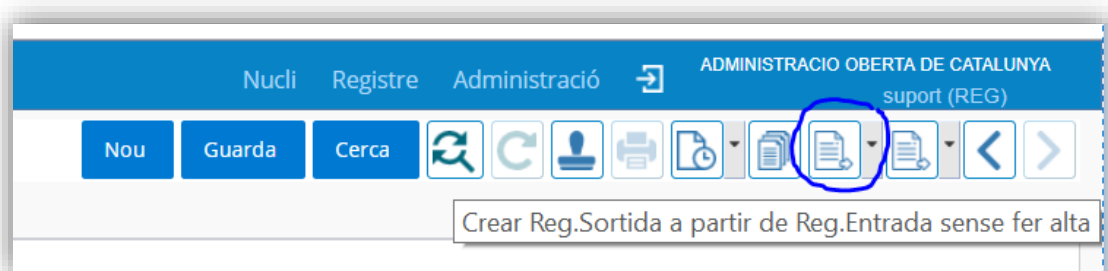 Nucli Registre Administració
ADMINISTRACIO OBERTA DE CATALUNYA
suport (REG)
Nou Guarda Cerca
Crear Reg.Sortida a partir de Reg.Entrada sense fer alta